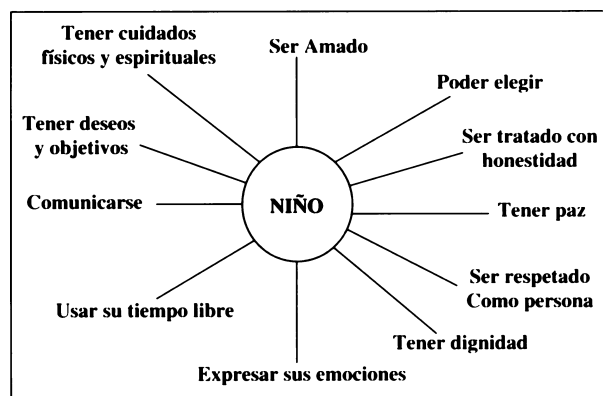 Tener cuidados
físicos y espirituales
Ser Amado
Poder elegir
Tener deseos
y objetivos
Ser tratado con
honestidad
Comunicarse
NIÑO
Tener paz
Ser respetado
Como persona
Usar su tiempo libre
Tener dignidad
Expresar sus emociones